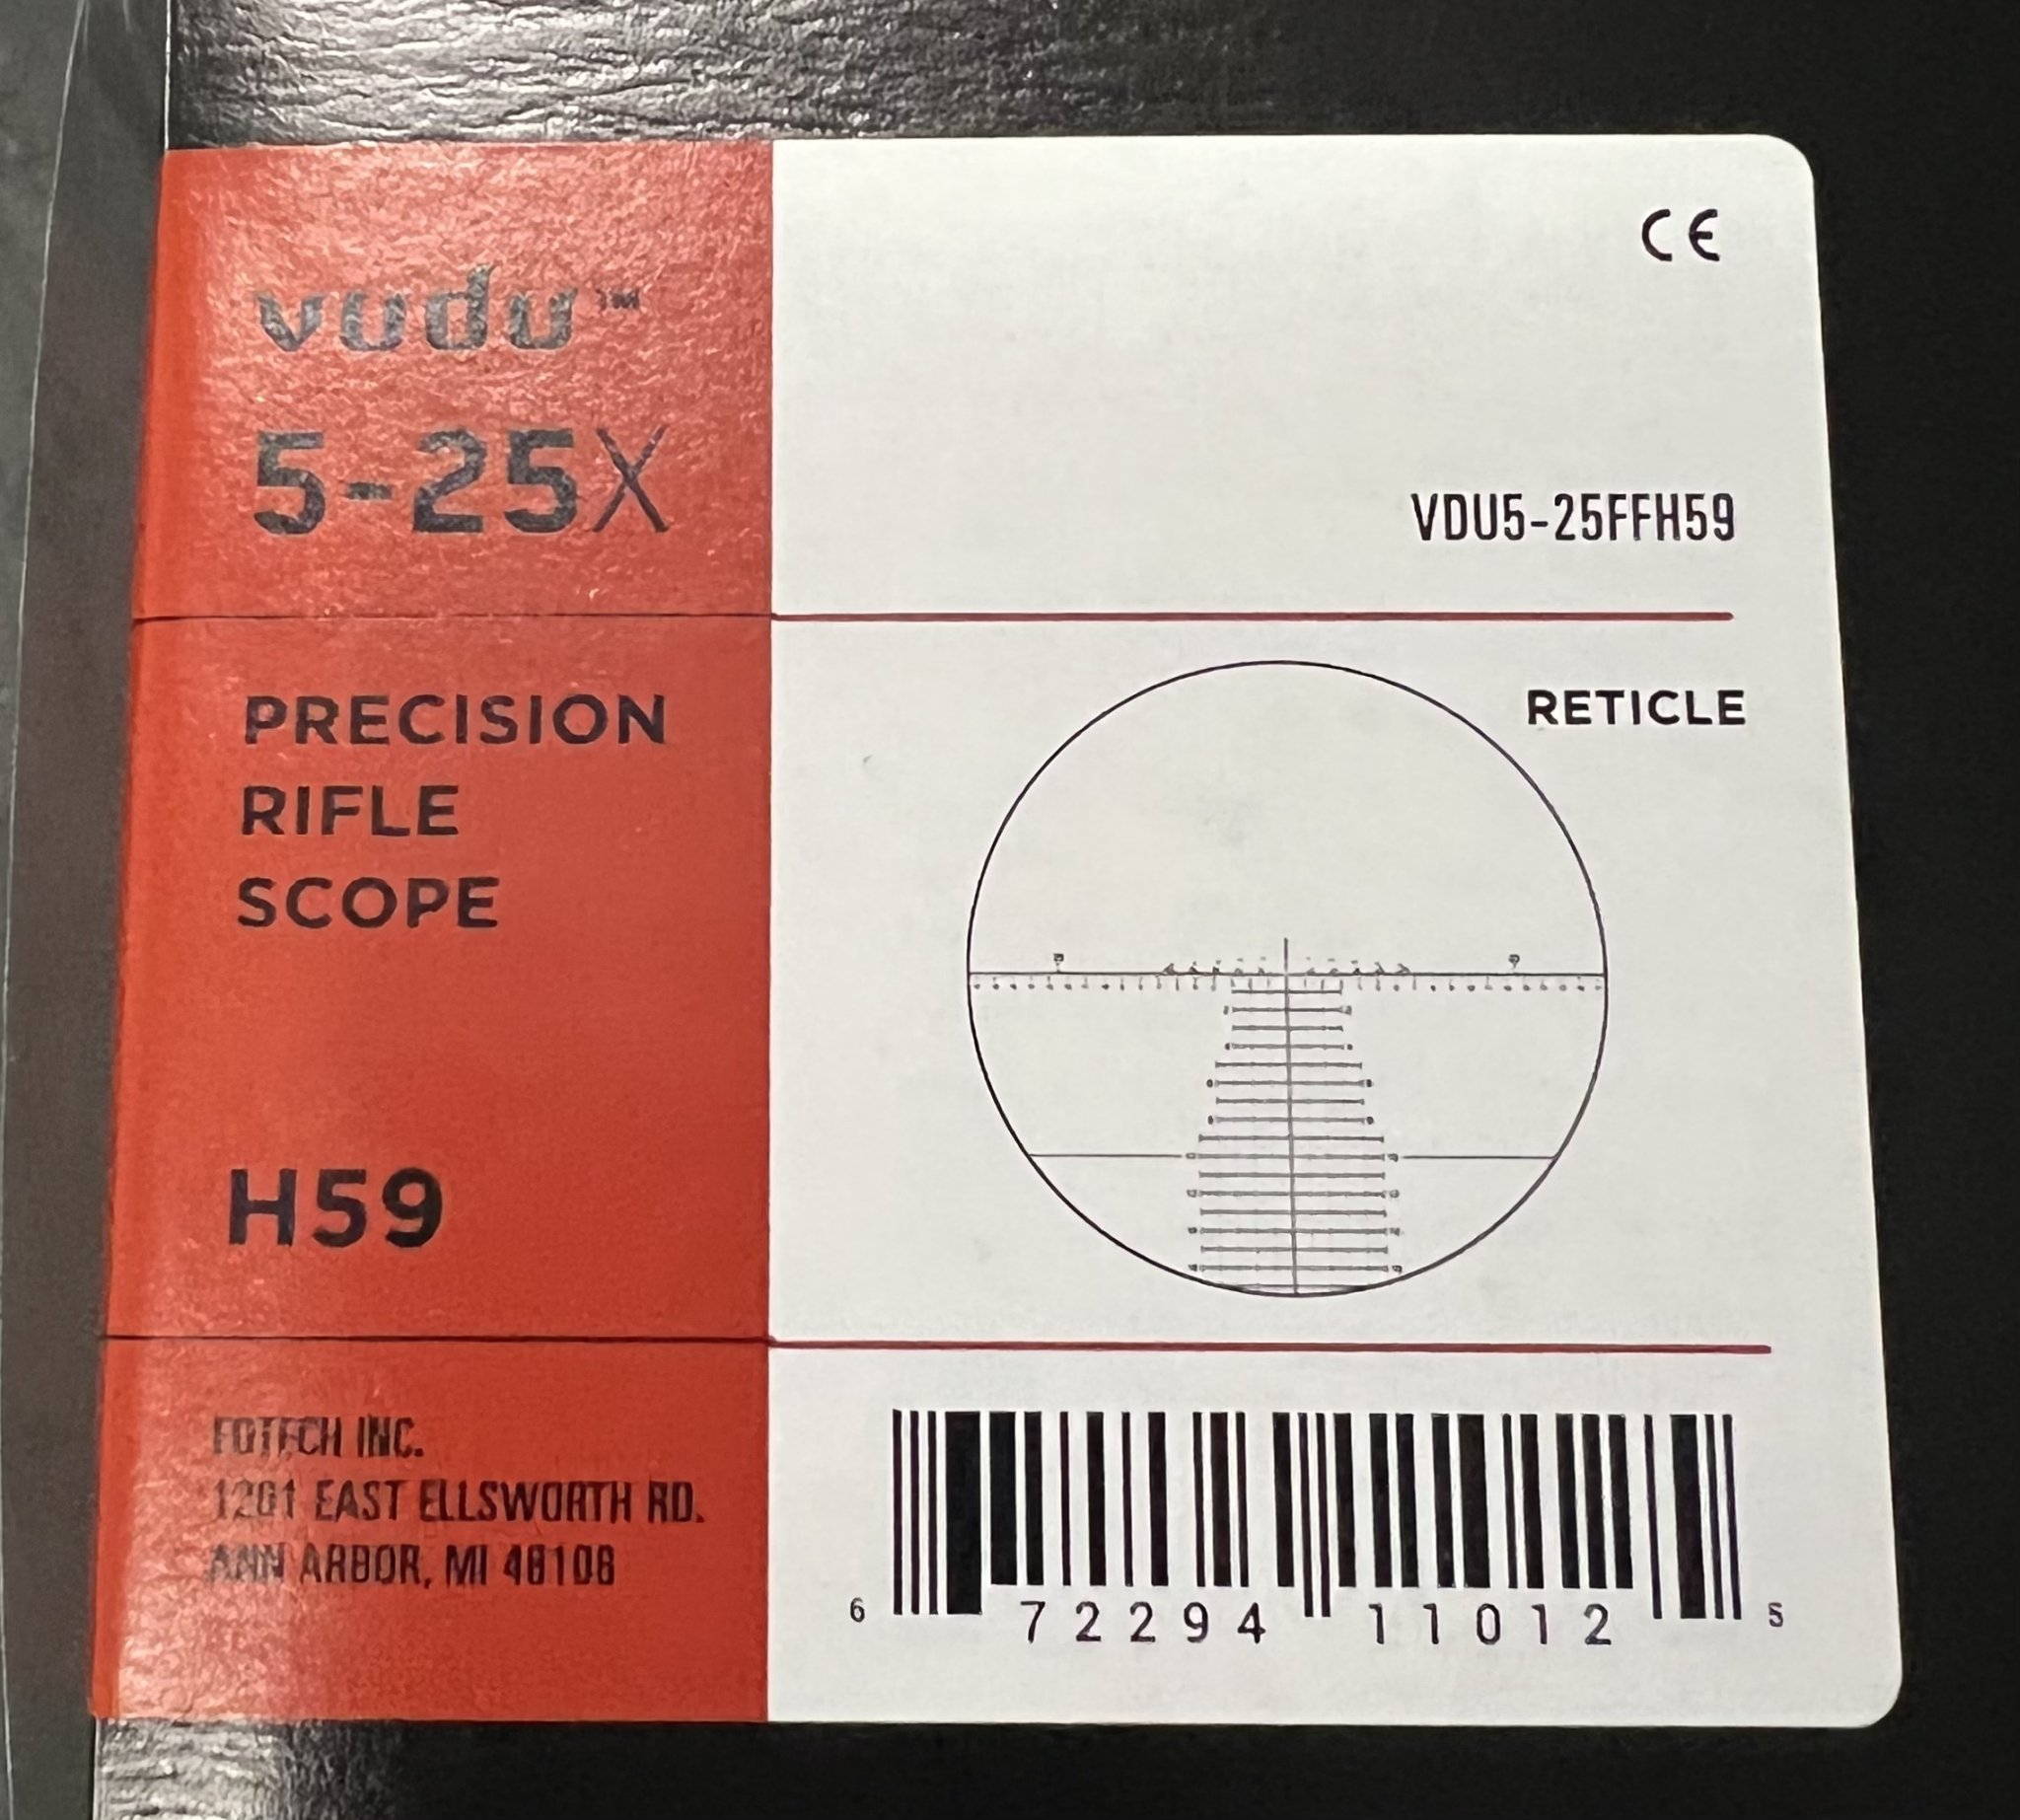 vudu™
5-25X
CE
VDU5-25FFH59
PRECISION
RIFLE
SCOPE
RETICLE
H59
EOTECH INC.
1201 EAST ELLSWORTH RD.
ANN ARBOR, MI 48108
6 72294 11012 5